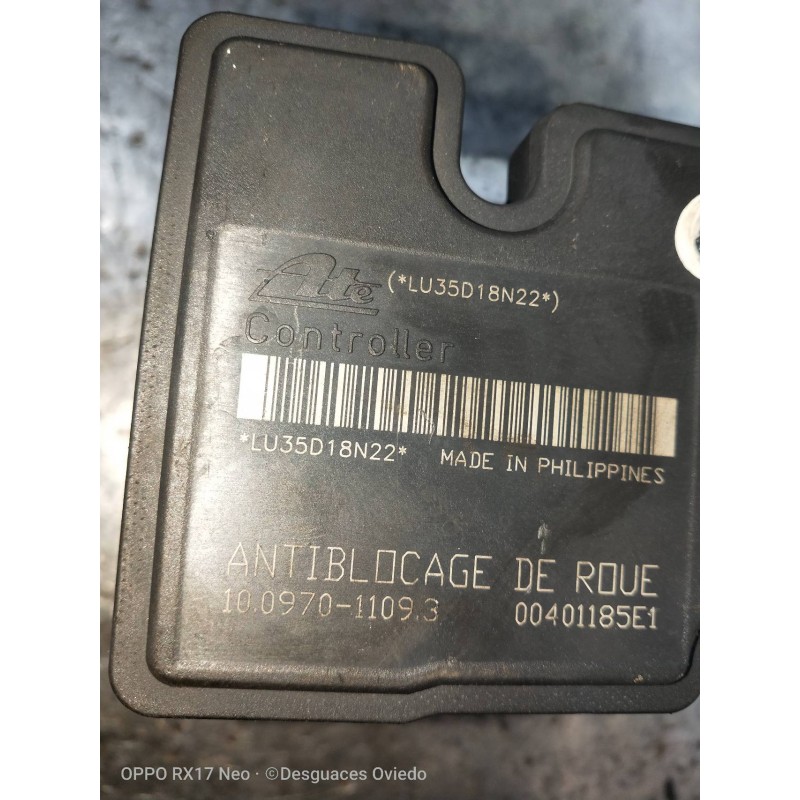 Ate (*LU35D18N22*)
Controller
*LU35D18N22* MADE IN PHILIPPINES
ANTIBLOCAGE DE ROUE
10.0970-1109.3 00401185E1
OPPO RX17 Neo · ©Desguaces Oviedo